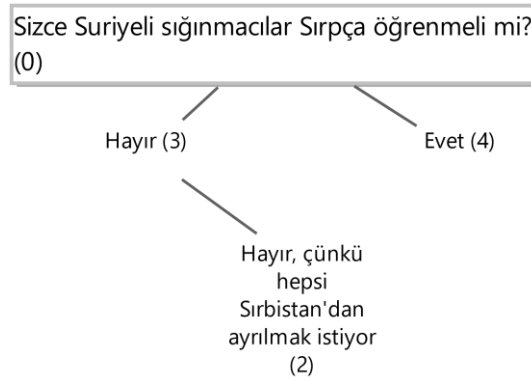 Sizce Suriyeli sığınmacılar Sırpça öğrenmeli mi?
(0)
Hayır (3)
Evet (4)
Hayır, çünkü
hepsi
Sırbistan'dan
ayrılmak istiyor
(2)